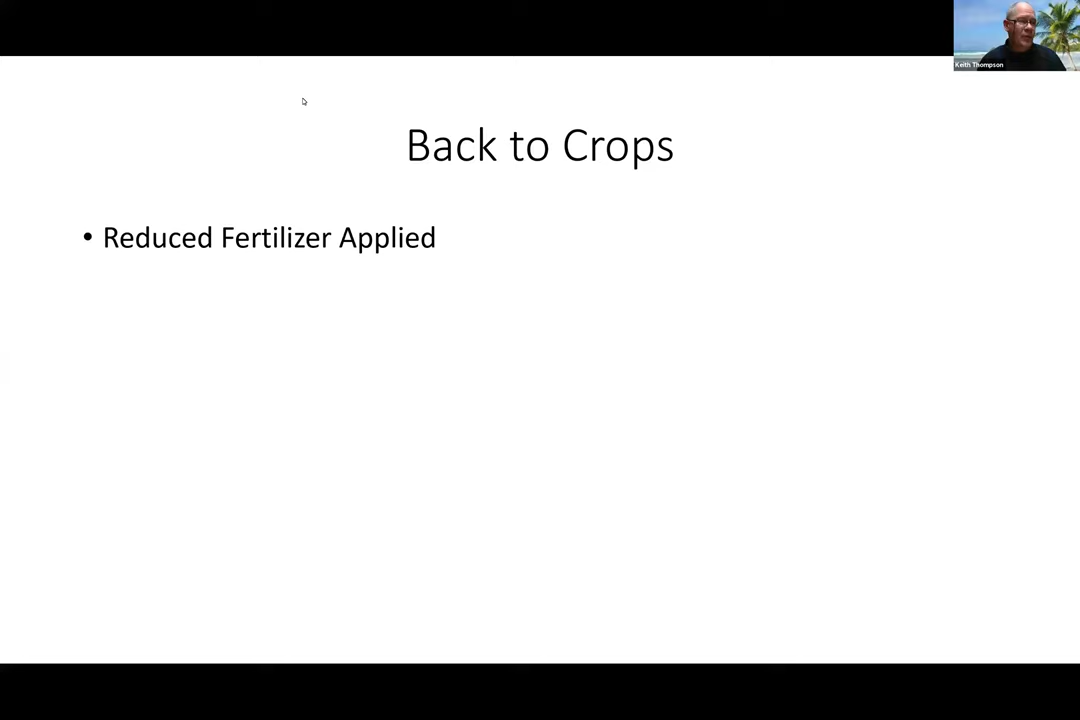 Keith Thompson
Back to Crops
• Reduced Fertilizer Applied